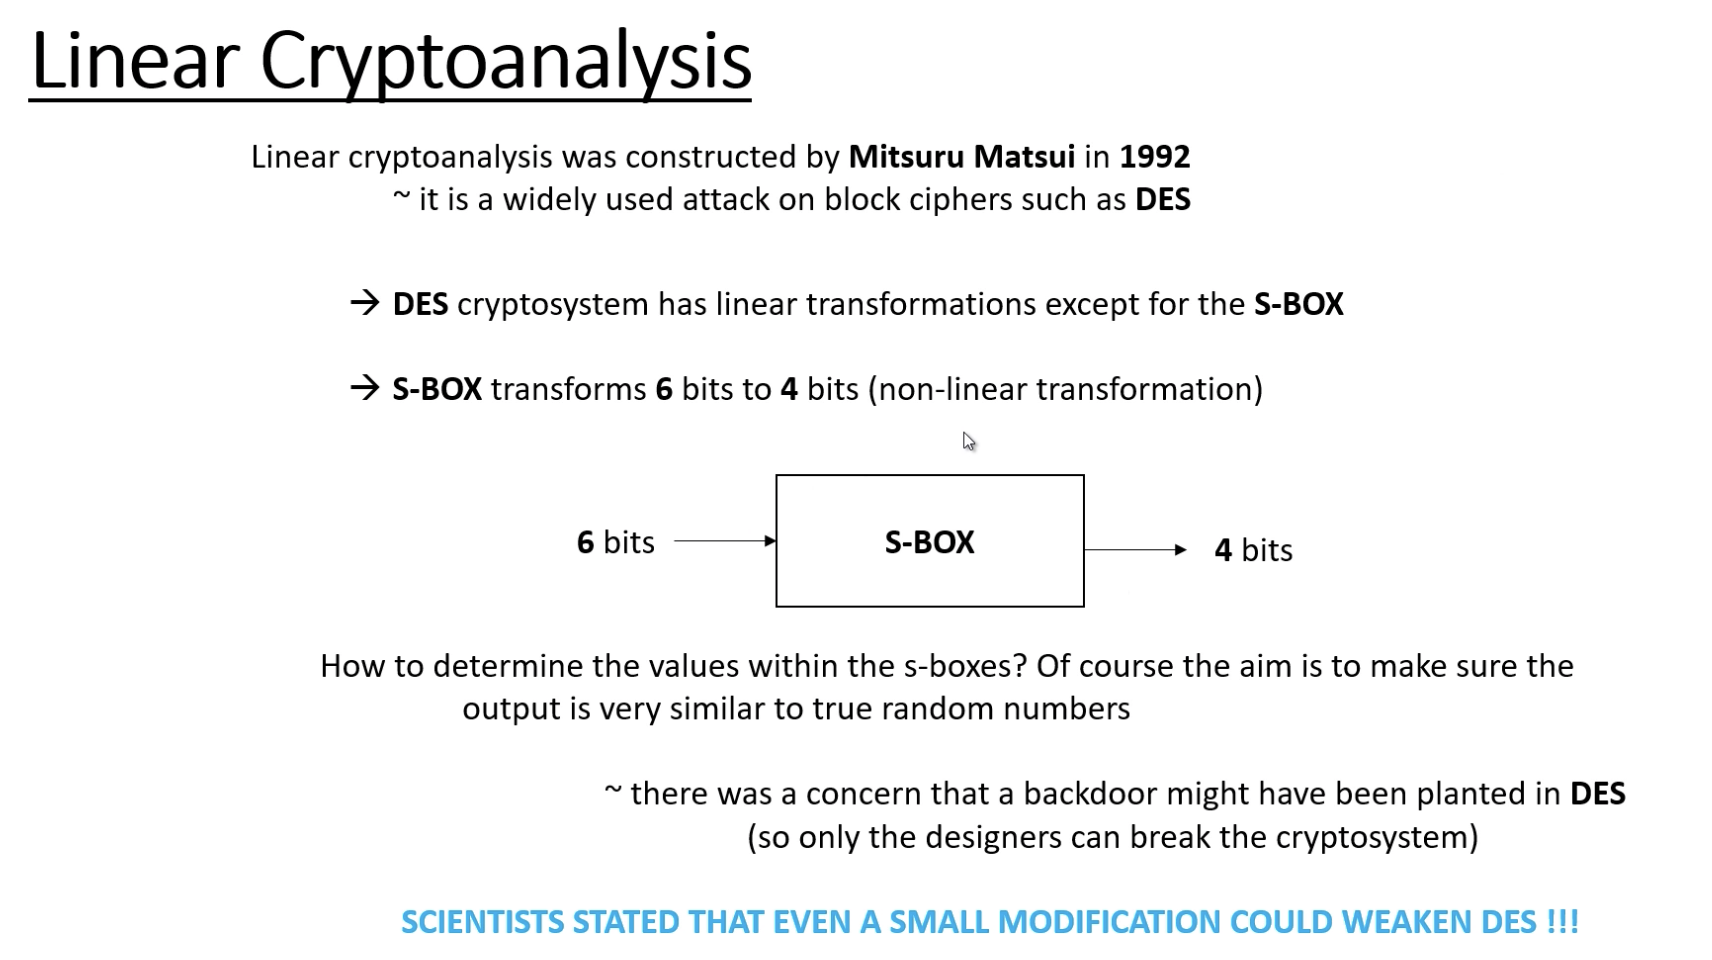 Linear Cryptoanalysis
Linear cryptoanalysis was constructed by Mitsuru Matsui in 1992
~ it is a widely used attack on block ciphers such as DES
→ DES cryptosystem has linear transformations except for the S-BOX
→ S-BOX transforms 6 bits to 4 bits (non-linear transformation)
6 bits
S-BOX
4 bits
How to determine the values within the s-boxes? Of course the aim is to make sure the
output is very similar to true random numbers
~ there was a concern that a backdoor might have been planted in DES
(so only the designers can break the cryptosystem)
SCIENTISTS STATED THAT EVEN A SMALL MODIFICATION COULD WEAKEN DES !!!